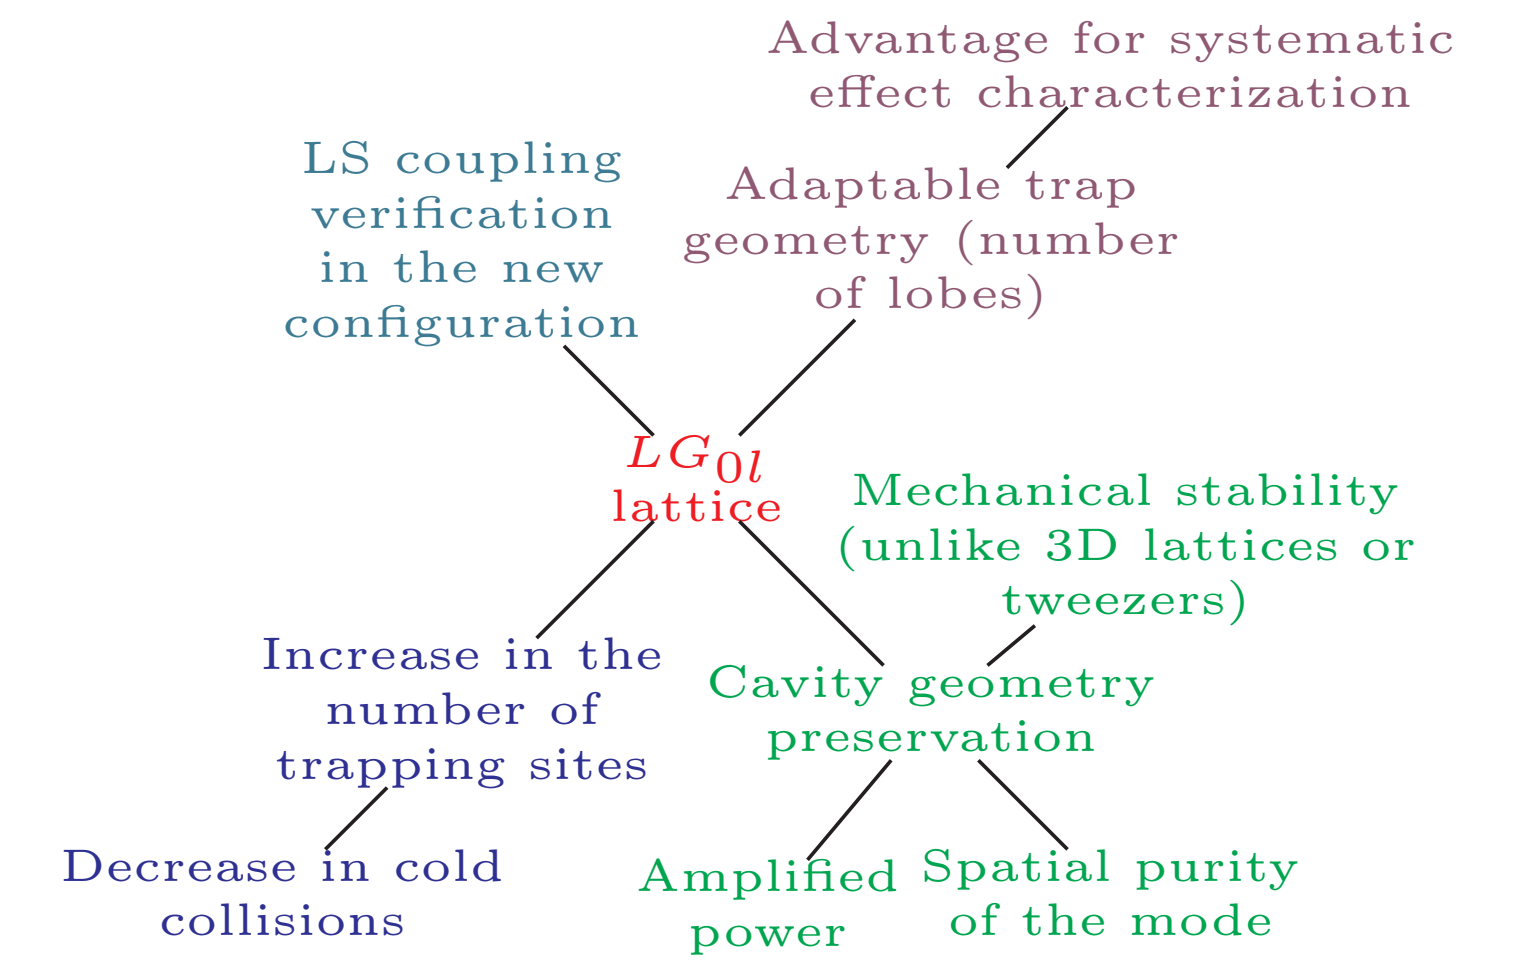 Advantage for systematic
effect characterization
LS coupling
verification
in the new
configuration
Adaptable trap
geometry (number
of lobes)
LG₀ₗ
lattice
Mechanical stability
(unlike 3D lattices or
tweezers)
Increase in the
number of
trapping sites
Cavity geometry
preservation
Decrease in cold
collisions
Amplified
power
Spatial purity
of the mode